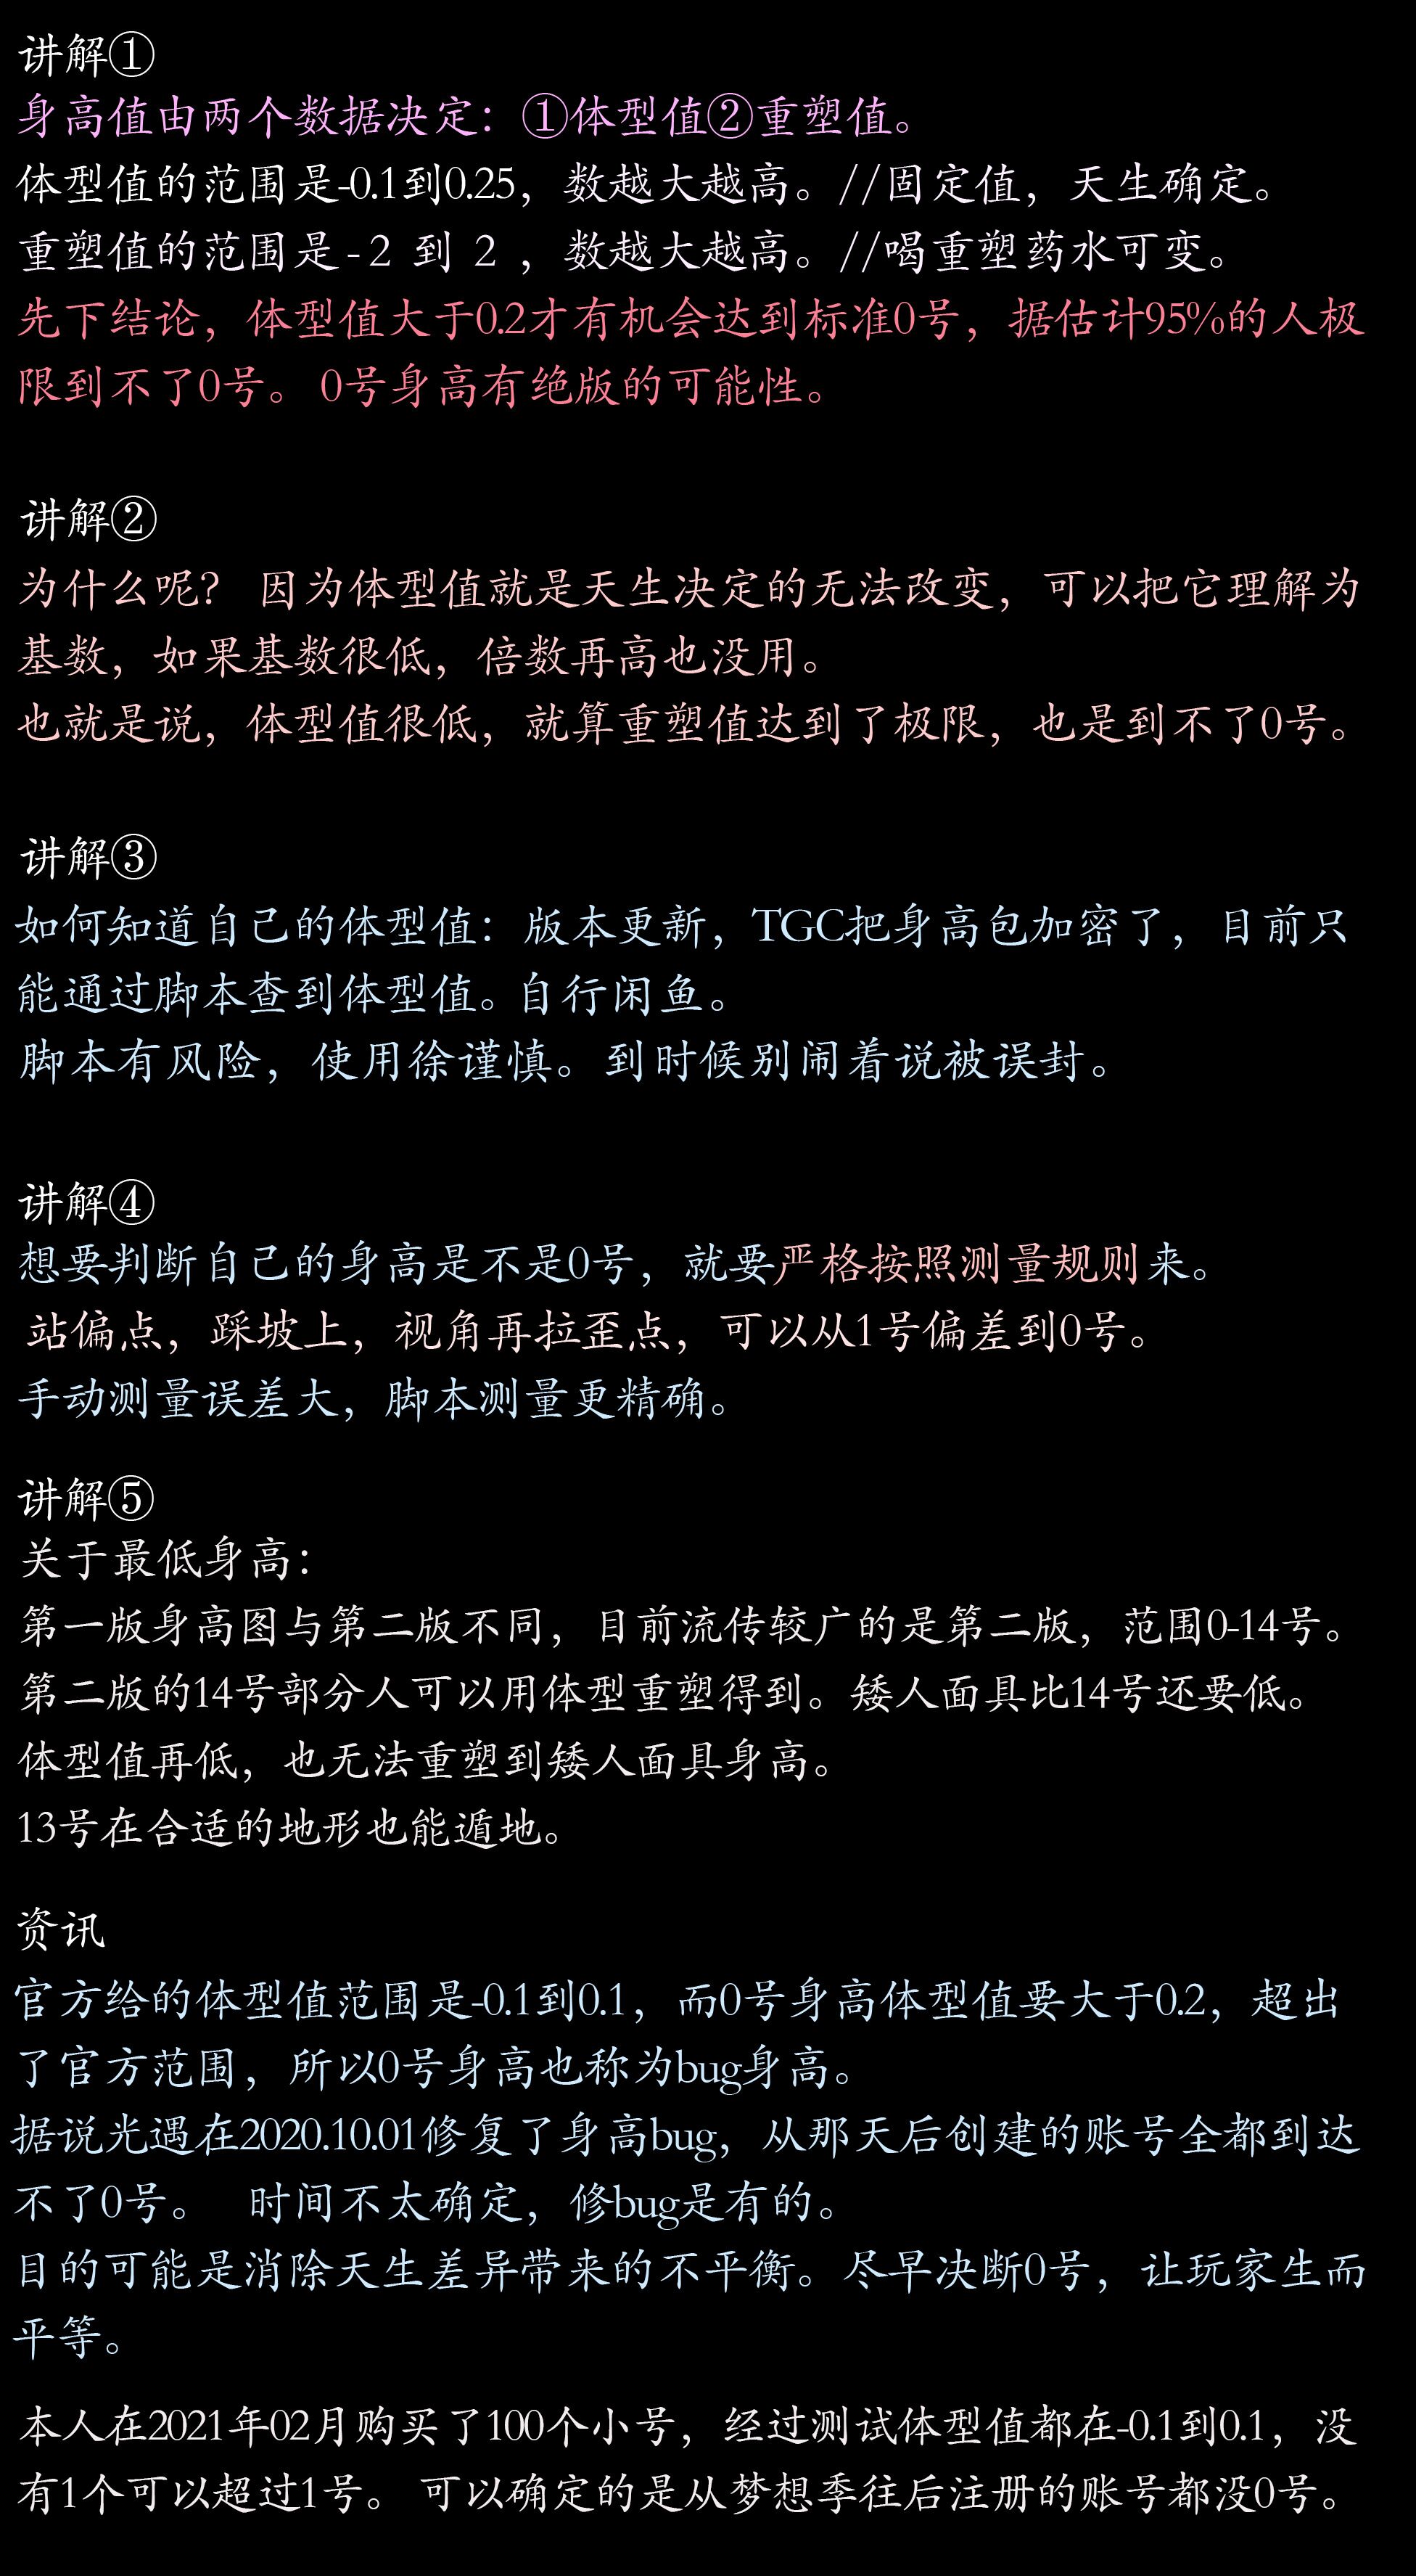 讲解①
身高值由两个数据决定：①体型值②重塑值。
体型值的范围是-0.1到0.25，数越大越高。//固定值，天生确定。
重塑值的范围是-2 到 2 ，数越大越高。//喝重塑药水可变。
先下结论，体型值大于0.2才有机会达到标准0号，据估计95%的人极
限到不了0号。 0号身高有绝版的可能性。
讲解②
为什么呢？ 因为体型值就是天生决定的无法改变，可以把它理解为
基数，如果基数很低，倍数再高也没用。
也就是说，体型值很低，就算重塑值达到了极限，也是到不了0号。
讲解③
如何知道自己的体型值：版本更新，TGC把身高包加密了，目前只
能通过脚本查到体型值。自行闲鱼。
脚本有风险，使用徐谨慎。到时候别闹着说被误封。
讲解④
想要判断自己的身高是不是0号，就要严格按照测量规则来。
站偏点，踩坡上，视角再拉歪点，可以从1号偏差到0号。
手动测量误差大，脚本测量更精确。
讲解⑤
关于最低身高：
第一版身高图与第二版不同，目前流传较广的是第二版，范围0-14号。
第二版的14号部分人可以用体型重塑得到。矮人面具比14号还要低。
体型值再低，也无法重塑到矮人面具身高。
13号在合适的地形也能遁地。
资讯
官方给的体型值范围是-0.1到0.1，而0号身高体型值要大于0.2，超出
了官方范围，所以0号身高也称为bug身高。
据说光遇在2020.10.01修复了身高bug，从那天后创建的账号全都到达
不了0号。 时间不太确定，修bug是有的。
目的可能是消除天生差异带来的不平衡。尽早决断0号，让玩家生而
平等。
本人在2021年02月购买了100个小号，经过测试体型值都在-0.1到0.1，没
有1个可以超过1号。 可以确定的是从梦想季往后注册的账号都没0号。